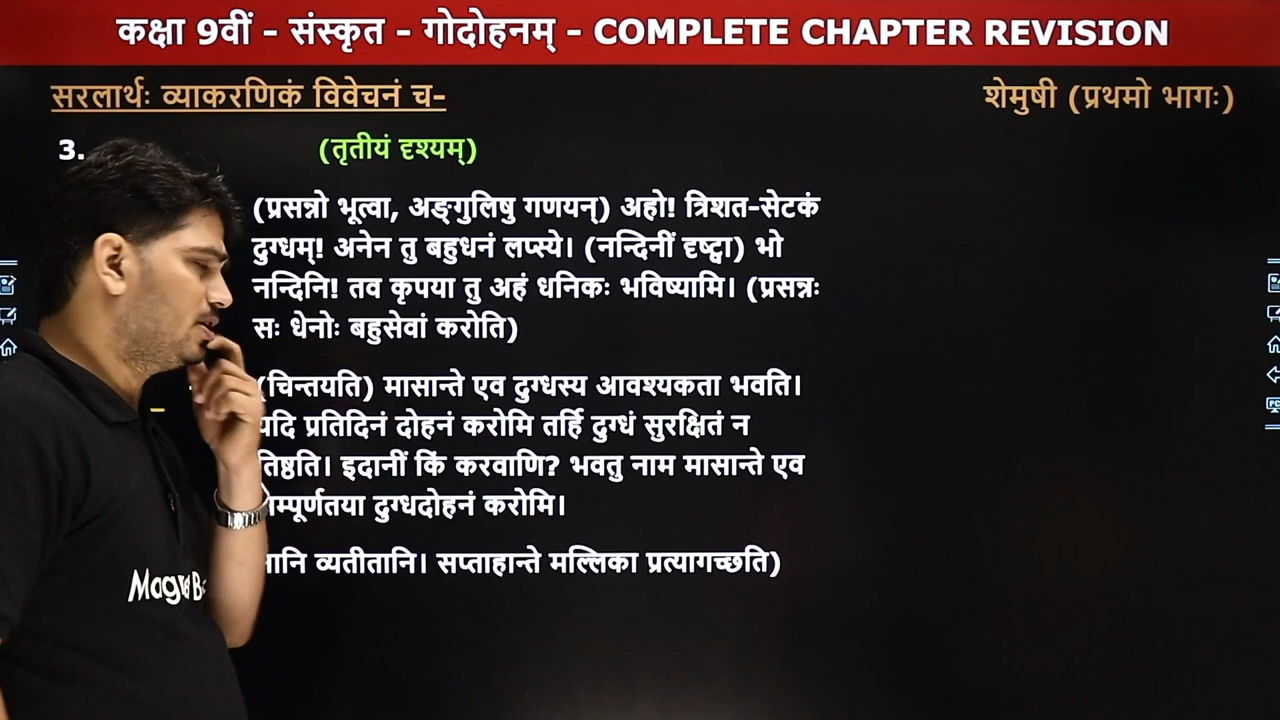 कक्षा 9वीं - संस्कृत - गोदोहनम् - COMPLETE CHAPTER REVISION
सरलार्थः व्याकरणिकं विवेचनं च-
शेमुषी (प्रथमो भागः)
3.
(तृतीयं दृश्यम्)
(प्रसन्नो भूत्वा, अङ्गुलिषु गणयन्) अहो! त्रिशत-सेटकं
दुग्धम्! अनेन तु बहुधनं लप्स्ये। (नन्दिनीं दृष्ट्वा) भो
नन्दिनि! तव कृपया तु अहं धनिकः भविष्यामि। (प्रसन्नः
सः धेनोः बहुसेवां करोति)
(चिन्तयति) मासान्ते एव दुग्धस्य आवश्यकता भवति।
यदि प्रतिदिनं दोहनं करोमि तर्हि दुग्धं सुरक्षितं न
तिष्ठति। इदानीं किं करवाणि? भवतु नाम मासान्ते एव
दुग्धदोहनं करोमि।
व्यतीतानि। सप्ताहान्ते मल्लिका प्रत्यागच्छति)